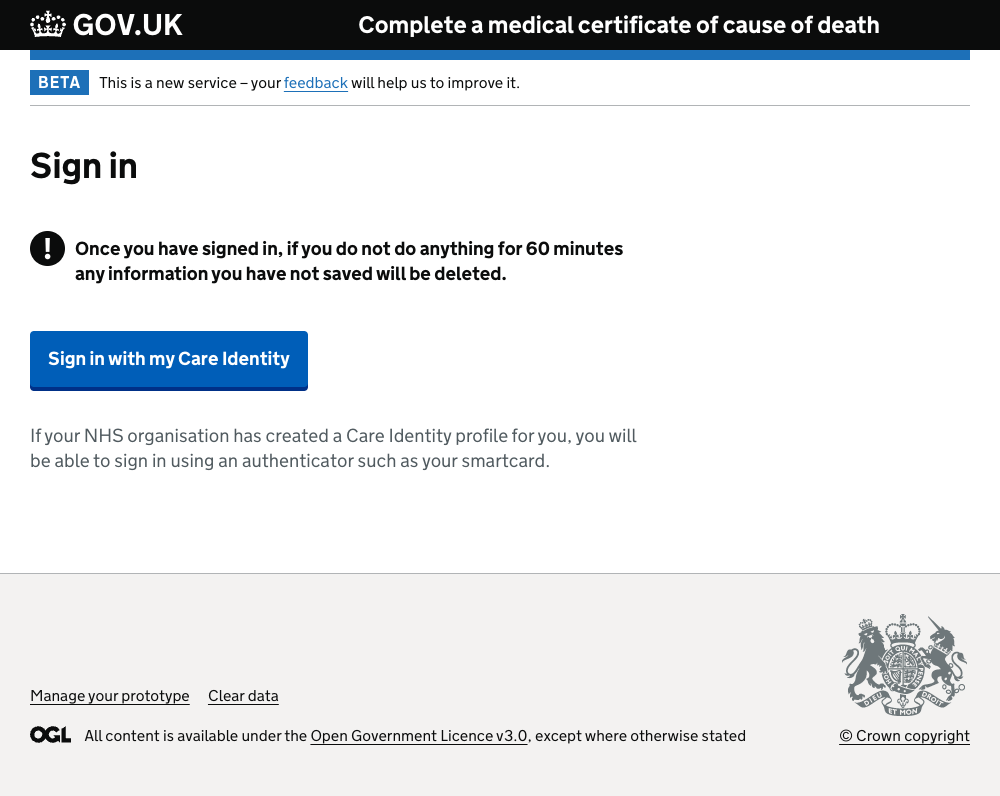 GOV.UK
Complete a medical certificate of cause of death
BETA This is a new service – your feedback will help us to improve it.
Sign in
! Once you have signed in, if you do not do anything for 60 minutes
any information you have not saved will be deleted.
Sign in with my Care Identity
If your NHS organisation has created a Care Identity profile for you, you will
be able to sign in using an authenticator such as your smartcard.
DIEU ET MON DROIT
Manage your prototype Clear data
OGL All content is available under the Open Government Licence v3.0, except where otherwise stated
© Crown copyright